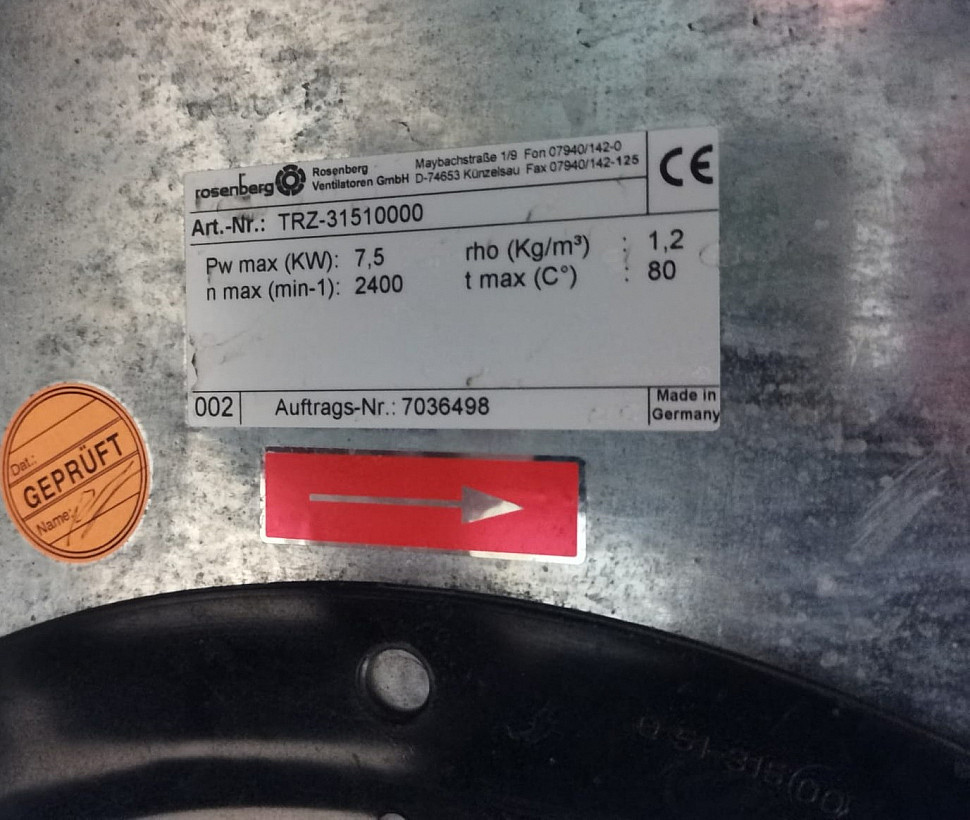 rosenberg
Rosenberg
Ventilatoren GmbH
Maybachstraße 1/9 Fon 07940/142-0
D-74653 Künzelsau Fax 07940/142-125
CE
Art.-Nr.: TRZ-31510000
Pw max (KW): 7,5
rho (Kg/m³) : 1,2
n max (min-1): 2400
t max (C°) : 80
002
Auftrags-Nr.: 7036498
Made in
Germany
Dat.:
GEPRÜFT
Name: